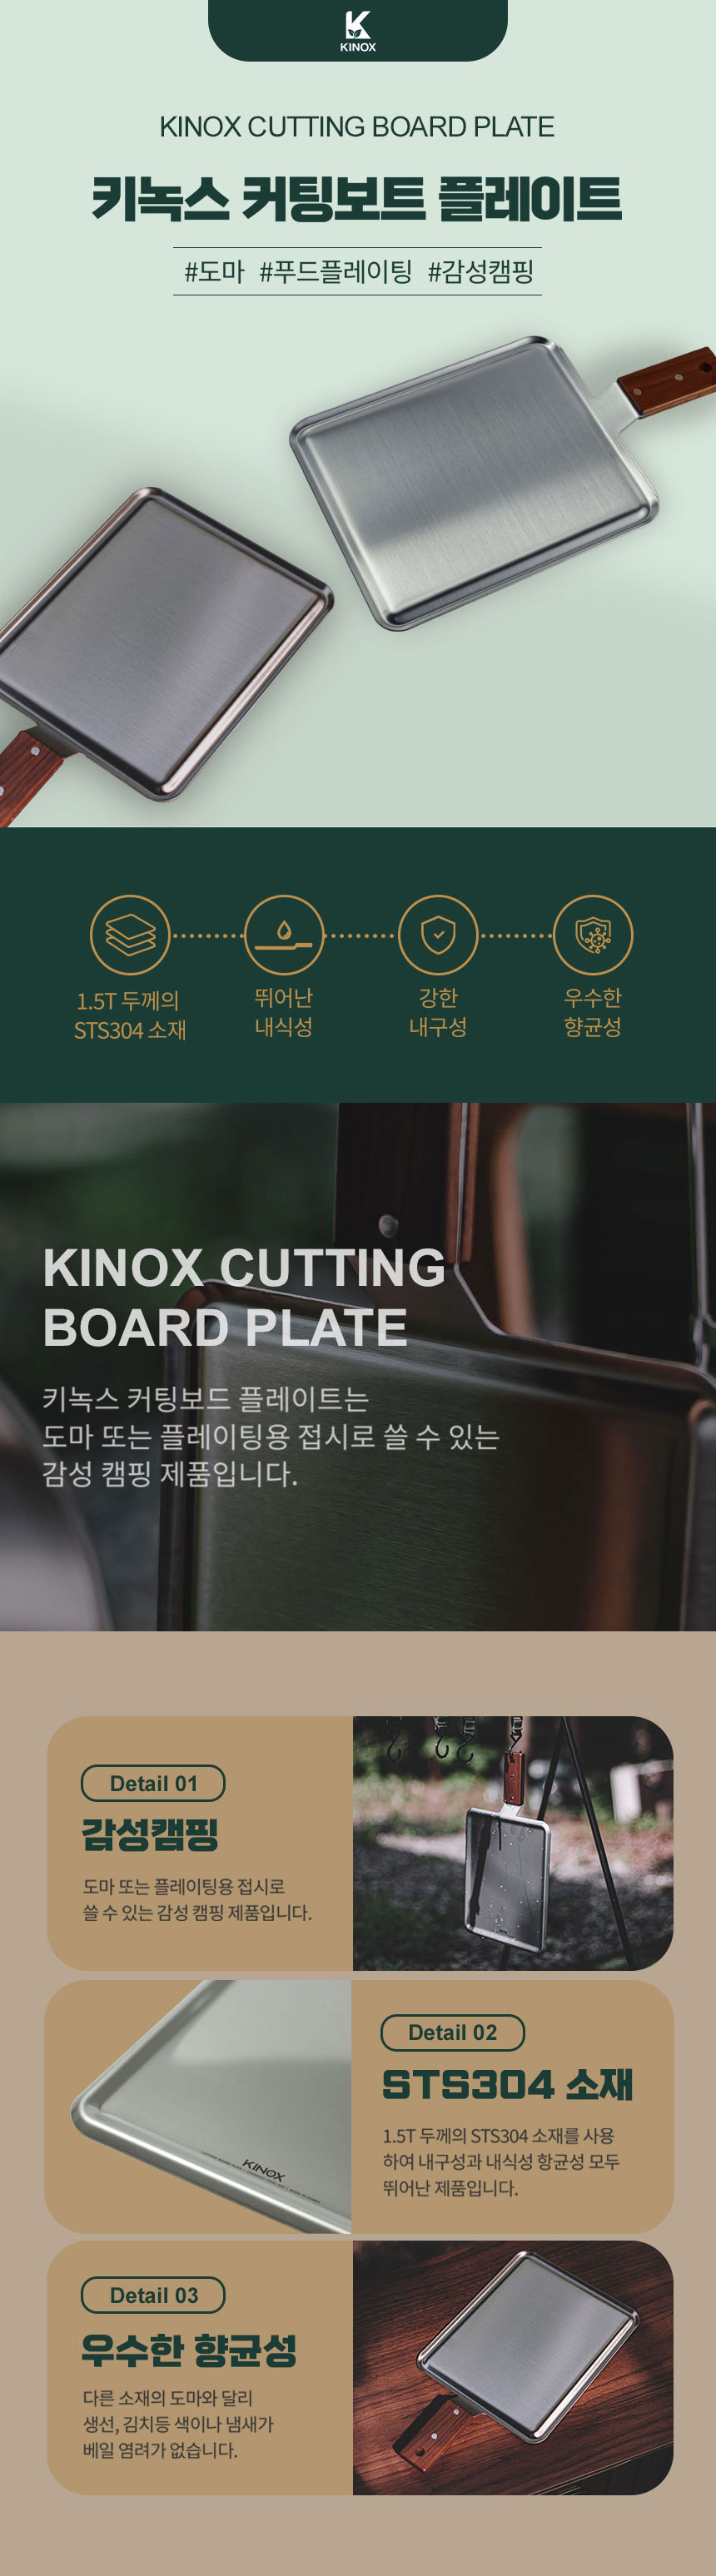 KINOX
KINOX CUTTING BOARD PLATE
키녹스 커팅보트 플레이트
#도마 #푸드플레이팅 #감성캠핑
1.5T 두께의
STS304 소재
뛰어난
내식성
강한
내구성
우수한
향균성
KINOX CUTTING
BOARD PLATE
키녹스 커팅보드 플레이트는
도마 또는 플레이팅용 접시로 쓸 수 있는
감성 캠핑 제품입니다.
Detail 01
감성캠핑
도마 또는 플레이팅용 접시로
쓸 수 있는 감성 캠핑 제품입니다.
KINOX
Detail 02
STS304 소재
1.5T 두께의 STS304 소재를 사용
하여 내구성과 내식성 항균성 모두
뛰어난 제품입니다.
Detail 03
우수한 향균성
다른 소재의 도마와 달리
생선, 김치등 색이나 냄새가
베일 염려가 없습니다.